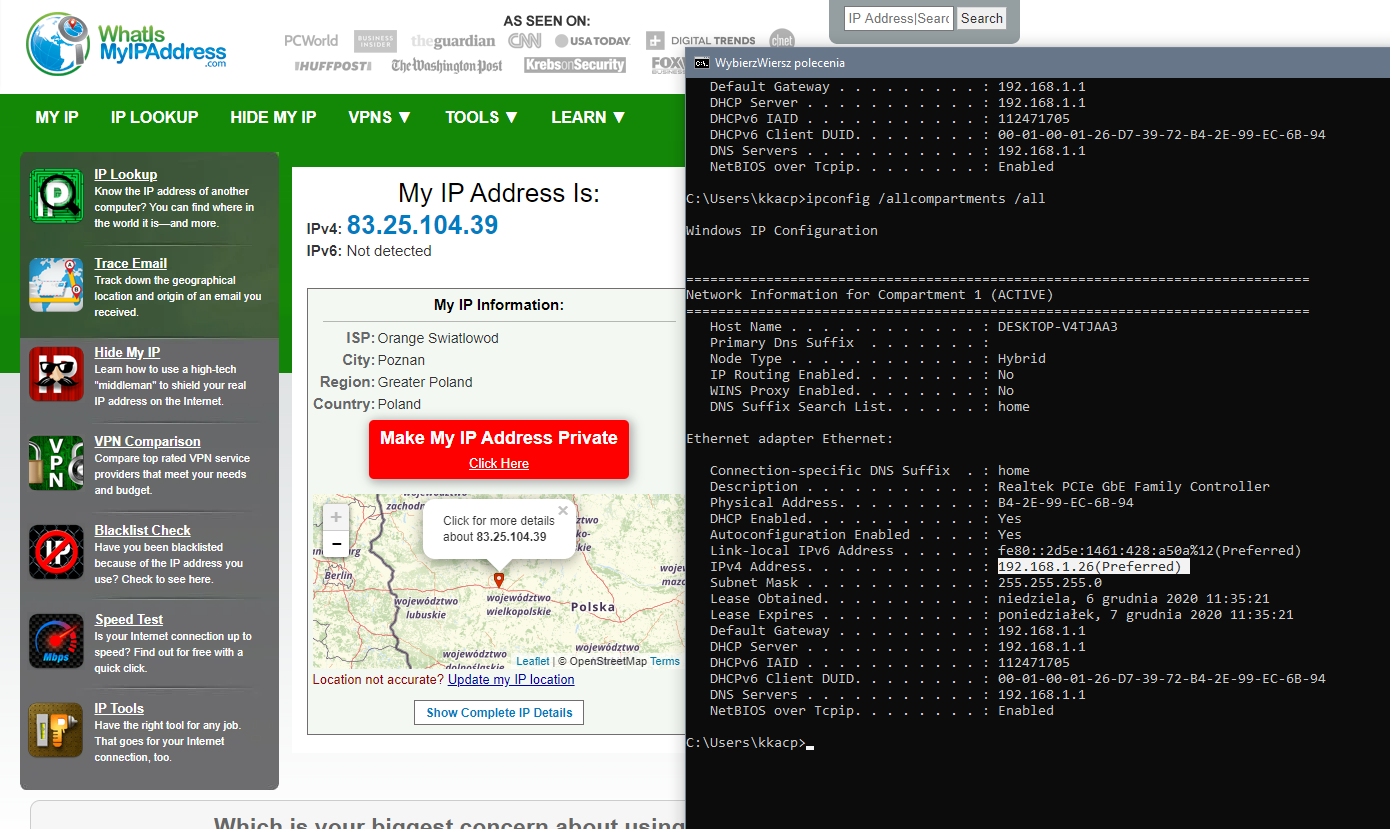 WhatIs
MyIPAddress
.com
AS SEEN ON:
PCWorld BUSINESS INSIDER theguardian CNN USA TODAY DIGITAL TRENDS c|net
HUFFPOST The Washington Post KrebsonSecurity FOX
BUSINESS
IP Address|Searc Search
MY IP IP LOOKUP HIDE MY IP VPNS ▼ TOOLS ▼ LEARN ▼
IP Lookup
Know the IP address of another
computer? You can find where in
the world it is—and more.
Trace Email
Track down the geographical
location and origin of an email you
received.
Hide My IP
Learn how to use a high-tech
"middleman" to shield your real
IP address on the Internet.
VPN
VPN Comparison
Compare top rated VPN service
providers that meet your needs
and budget.
IP
Blacklist Check
Have you been blacklisted
because of the IP address you
use? Check to see here.
Mbps
Speed Test
Is your Internet connection up to
speed? Find out for free with a
quick click.
IP Tools
Have the right tool for any job.
That goes for your Internet
connection, too.
My IP Address Is:
IPv4: 83.25.104.39
IPv6: Not detected
My IP Information:
ISP: Orange Swiatlowod
City: Poznan
Region: Greater Poland
Country: Poland
Make My IP Address Private
Click Here
+
−
Click for more details
about 83.25.104.39
×
zachod
Berlin
województwo
lubuskie
województwo
wielkopolskie
Polska
województwo
dolnośląskie
województwo
Leaflet | © OpenStreetMap Terms
Location not accurate? Update my IP location
Show Complete IP Details
Which is your biggest concern about using
WybierzWiersz polecenia
Default Gateway . . . . . . . . . : 192.168.1.1
DHCP Server . . . . . . . . . . . : 192.168.1.1
DHCPv6 IAID . . . . . . . . . . . : 112471705
DHCPv6 Client DUID. . . . . . . . : 00-01-00-01-26-D7-39-72-B4-2E-99-EC-6B-94
DNS Servers . . . . . . . . . . . : 192.168.1.1
NetBIOS over Tcpip. . . . . . . . : Enabled
C:\Users\kkacp>ipconfig /allcompartments /all
Windows IP Configuration
==============================================================================
Network Information for Compartment 1 (ACTIVE)
==============================================================================
Host Name . . . . . . . . . . . . : DESKTOP-V4TJAA3
Primary Dns Suffix . . . . . . . :
Node Type . . . . . . . . . . . . : Hybrid
IP Routing Enabled. . . . . . . . : No
WINS Proxy Enabled. . . . . . . . : No
DNS Suffix Search List. . . . . . : home
Ethernet adapter Ethernet:
Connection-specific DNS Suffix . : home
Description . . . . . . . . . . . : Realtek PCIe GbE Family Controller
Physical Address. . . . . . . . . : B4-2E-99-EC-6B-94
DHCP Enabled. . . . . . . . . . . : Yes
Autoconfiguration Enabled . . . . : Yes
Link-local IPv6 Address . . . . . : fe80::2d5e:1461:428:a50a%12(Preferred)
IPv4 Address. . . . . . . . . . . : 192.168.1.26(Preferred)
Subnet Mask . . . . . . . . . . . : 255.255.255.0
Lease Obtained. . . . . . . . . . : niedziela, 6 grudnia 2020 11:35:21
Lease Expires . . . . . . . . . . : poniedziałek, 7 grudnia 2020 11:35:21
Default Gateway . . . . . . . . . : 192.168.1.1
DHCP Server . . . . . . . . . . . : 192.168.1.1
DHCPv6 IAID . . . . . . . . . . . : 112471705
DHCPv6 Client DUID. . . . . . . . : 00-01-00-01-26-D7-39-72-B4-2E-99-EC-6B-94
DNS Servers . . . . . . . . . . . : 192.168.1.1
NetBIOS over Tcpip. . . . . . . . : Enabled
C:\Users\kkacp>